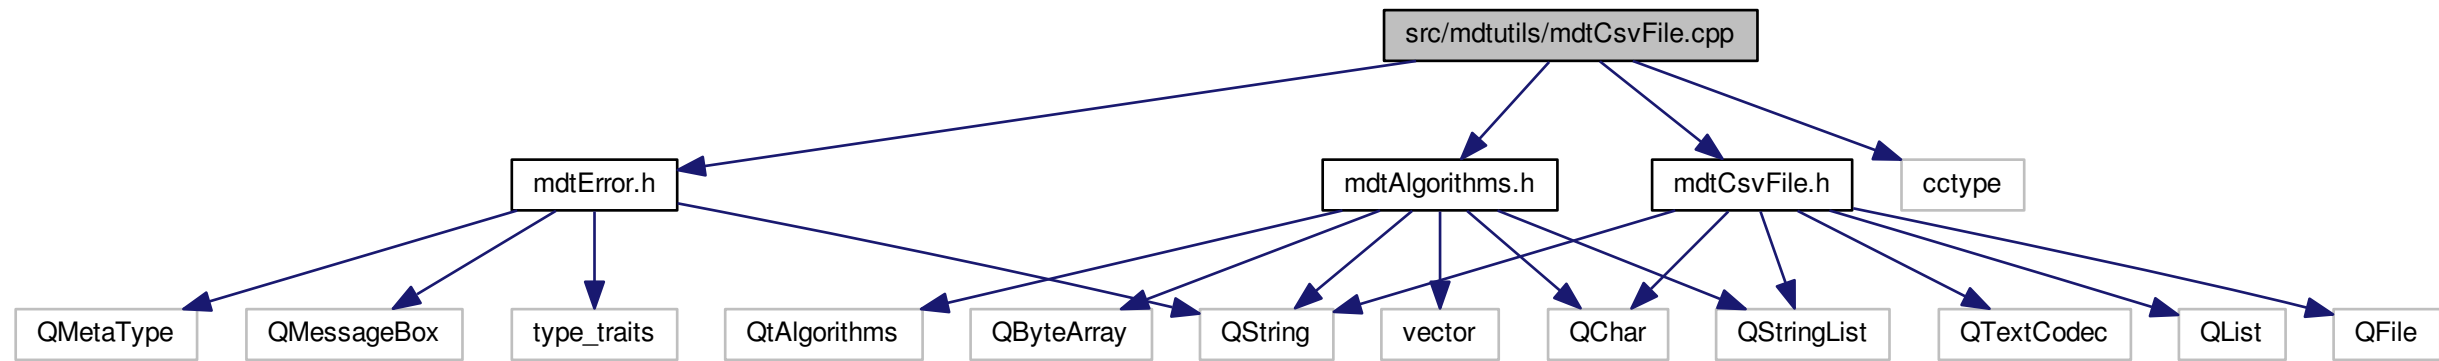 src/mdtutils/mdtCsvFile.cpp
mdtError.h
mdtAlgorithms.h
mdtCsvFile.h
cctype
QMetaType
QMessageBox
type_traits
QtAlgorithms
QByteArray
QString
vector
QChar
QStringList
QTextCodec
QList
QFile